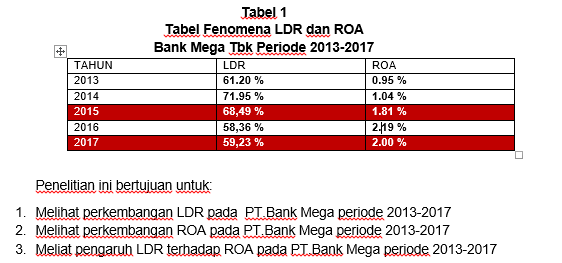 Tabel 1
Tabel Fenomena LDR dan ROA
Bank Mega Tbk Periode 2013-2017
TAHUN LDR ROA
2013 61.20 % 0.95 %
2014 71.95 % 1.04 %
2015 68,49 % 1.81 %
2016 58,36 % 2,19 %
2017 59,23 % 2.00 %
Penelitian ini bertujuan untuk:
1. Melihat perkembangan LDR pada PT.Bank Mega periode 2013-2017
2. Melihat perkembangan ROA pada PT.Bank Mega periode 2013-2017
3. Meliat pengaruh LDR terhadap ROA pada PT.Bank Mega periode 2013-2017